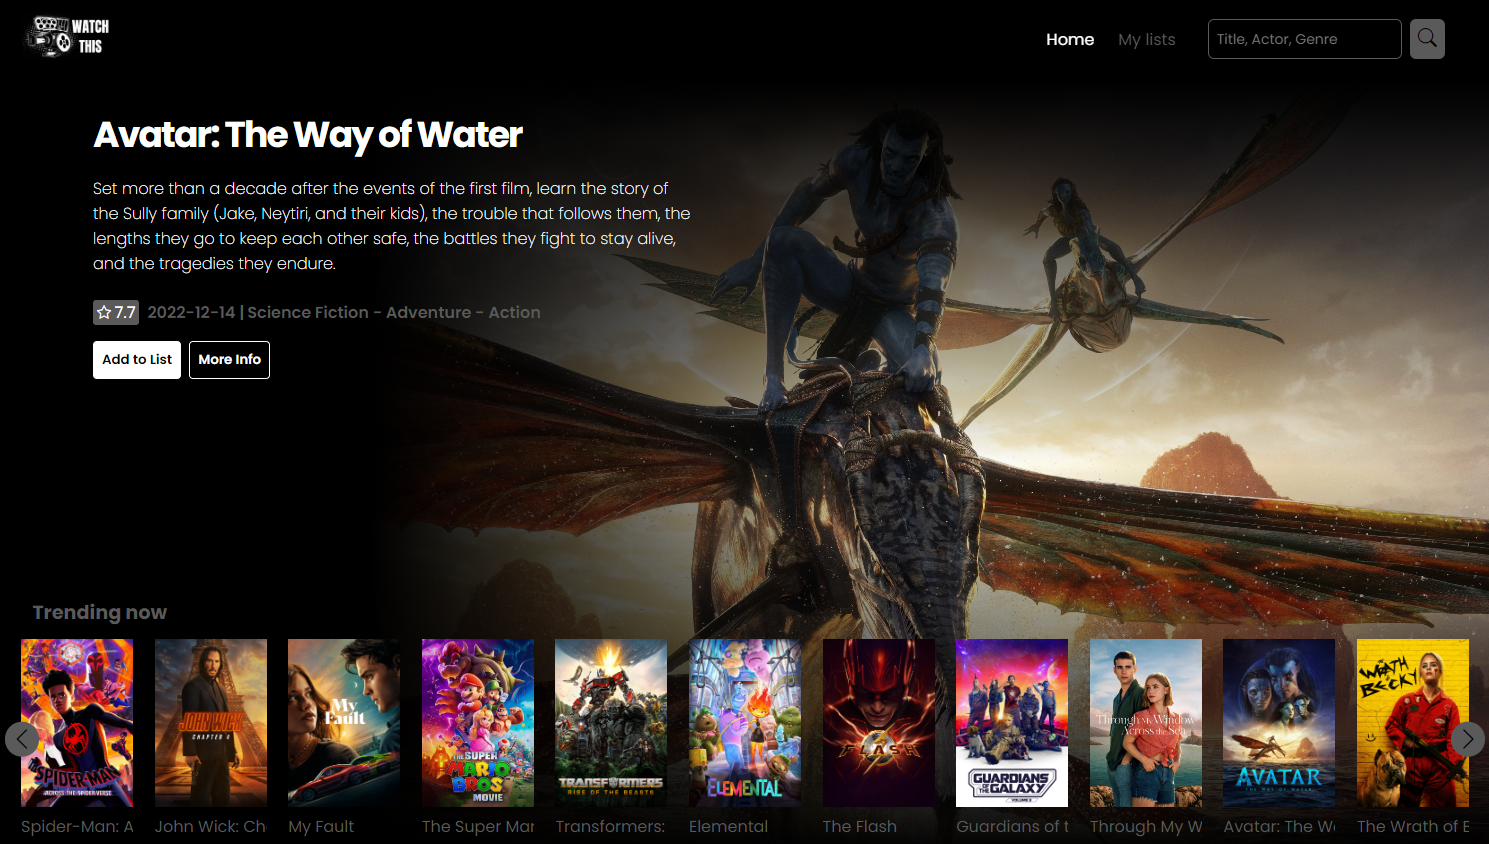 WATCH
THIS
Home
My lists
Title, Actor, Genre
Avatar: The Way of Water
Set more than a decade after the events of the first film, learn the story of
the Sully family (Jake, Neytiri, and their kids), the trouble that follows them, the
lengths they go to keep each other safe, the battles they fight to stay alive,
and the tragedies they endure.
7.7 2022-12-14 | Science Fiction - Adventure - Action
Add to List
More Info
Trending now
SPIDER-MAN
ACROSS THE SPIDER-VERSE
JOHN WICK
CHAPTER 4
My
Fault
THE SUPER
MARIO
BROS
MOVIE
TRANSFORMERS
RISE OF THE BEASTS
ELEMENTAL
FLASH
GUARDIANS
OF THE
GALAXY
VOLUME 3
Through My Window
Across the Sea
AVATAR
THE WAY OF WATER
WRATH
BECKY
Spider-Man: A
John Wick: Ch
My Fault
The Super Mar
Transformers:
Elemental
The Flash
Guardians of t
Through My W
Avatar: The Wa
The Wrath of B